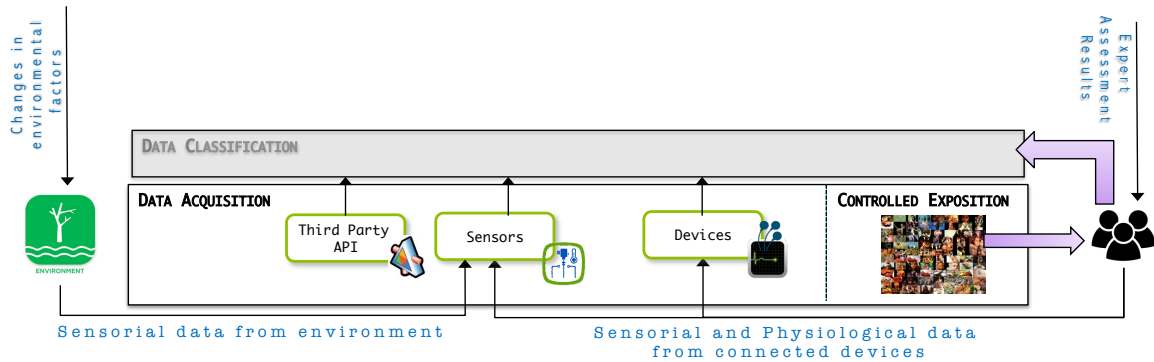 Changes in
environmental
factors
Expert
Assessment
Results
DATA CLASSIFICATION
DATA ACQUISITION
CONTROLLED EXPOSITION
Third Party
API
Sensors
Devices
ENVIRONMENT
Sensorial data from environment
Sensorial and Physiological data
from connected devices